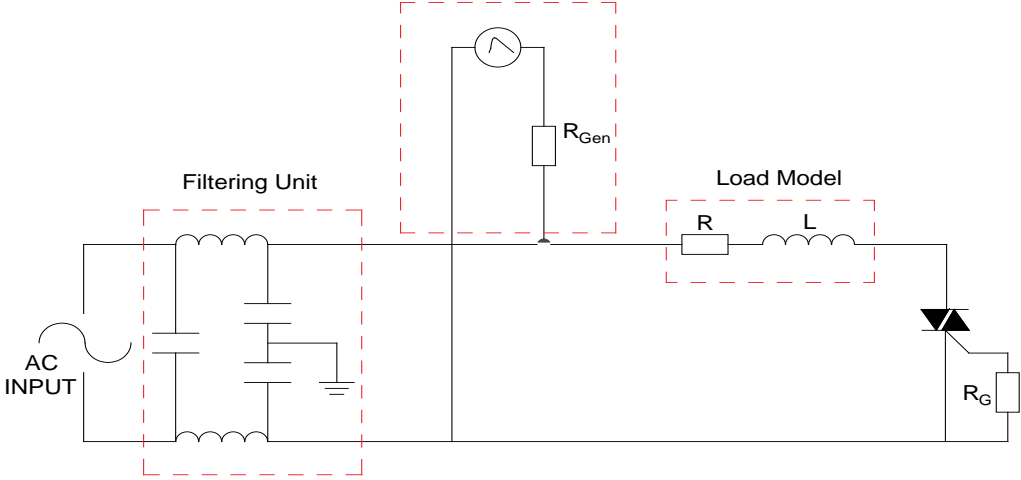 R_Gen
Filtering Unit
Load Model
R
L
AC
INPUT
R_G